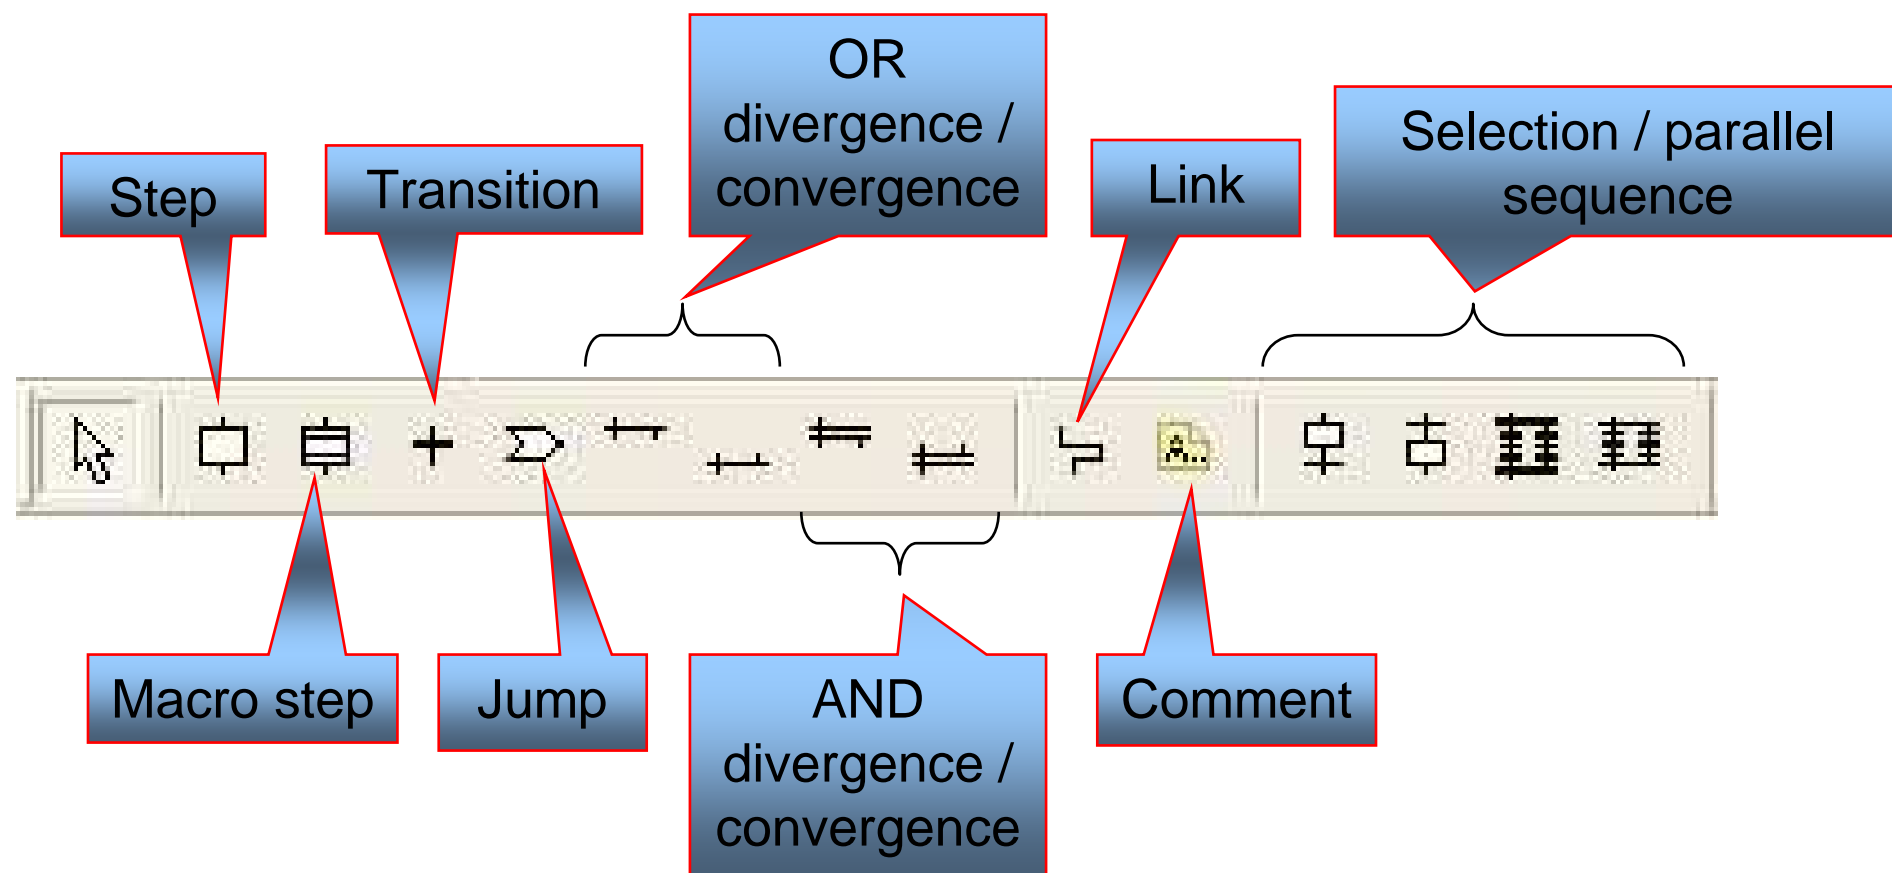 OR
divergence /
convergence
Selection / parallel
sequence
Step
Transition
Link
A...
Macro step
Jump
AND
divergence /
convergence
Comment